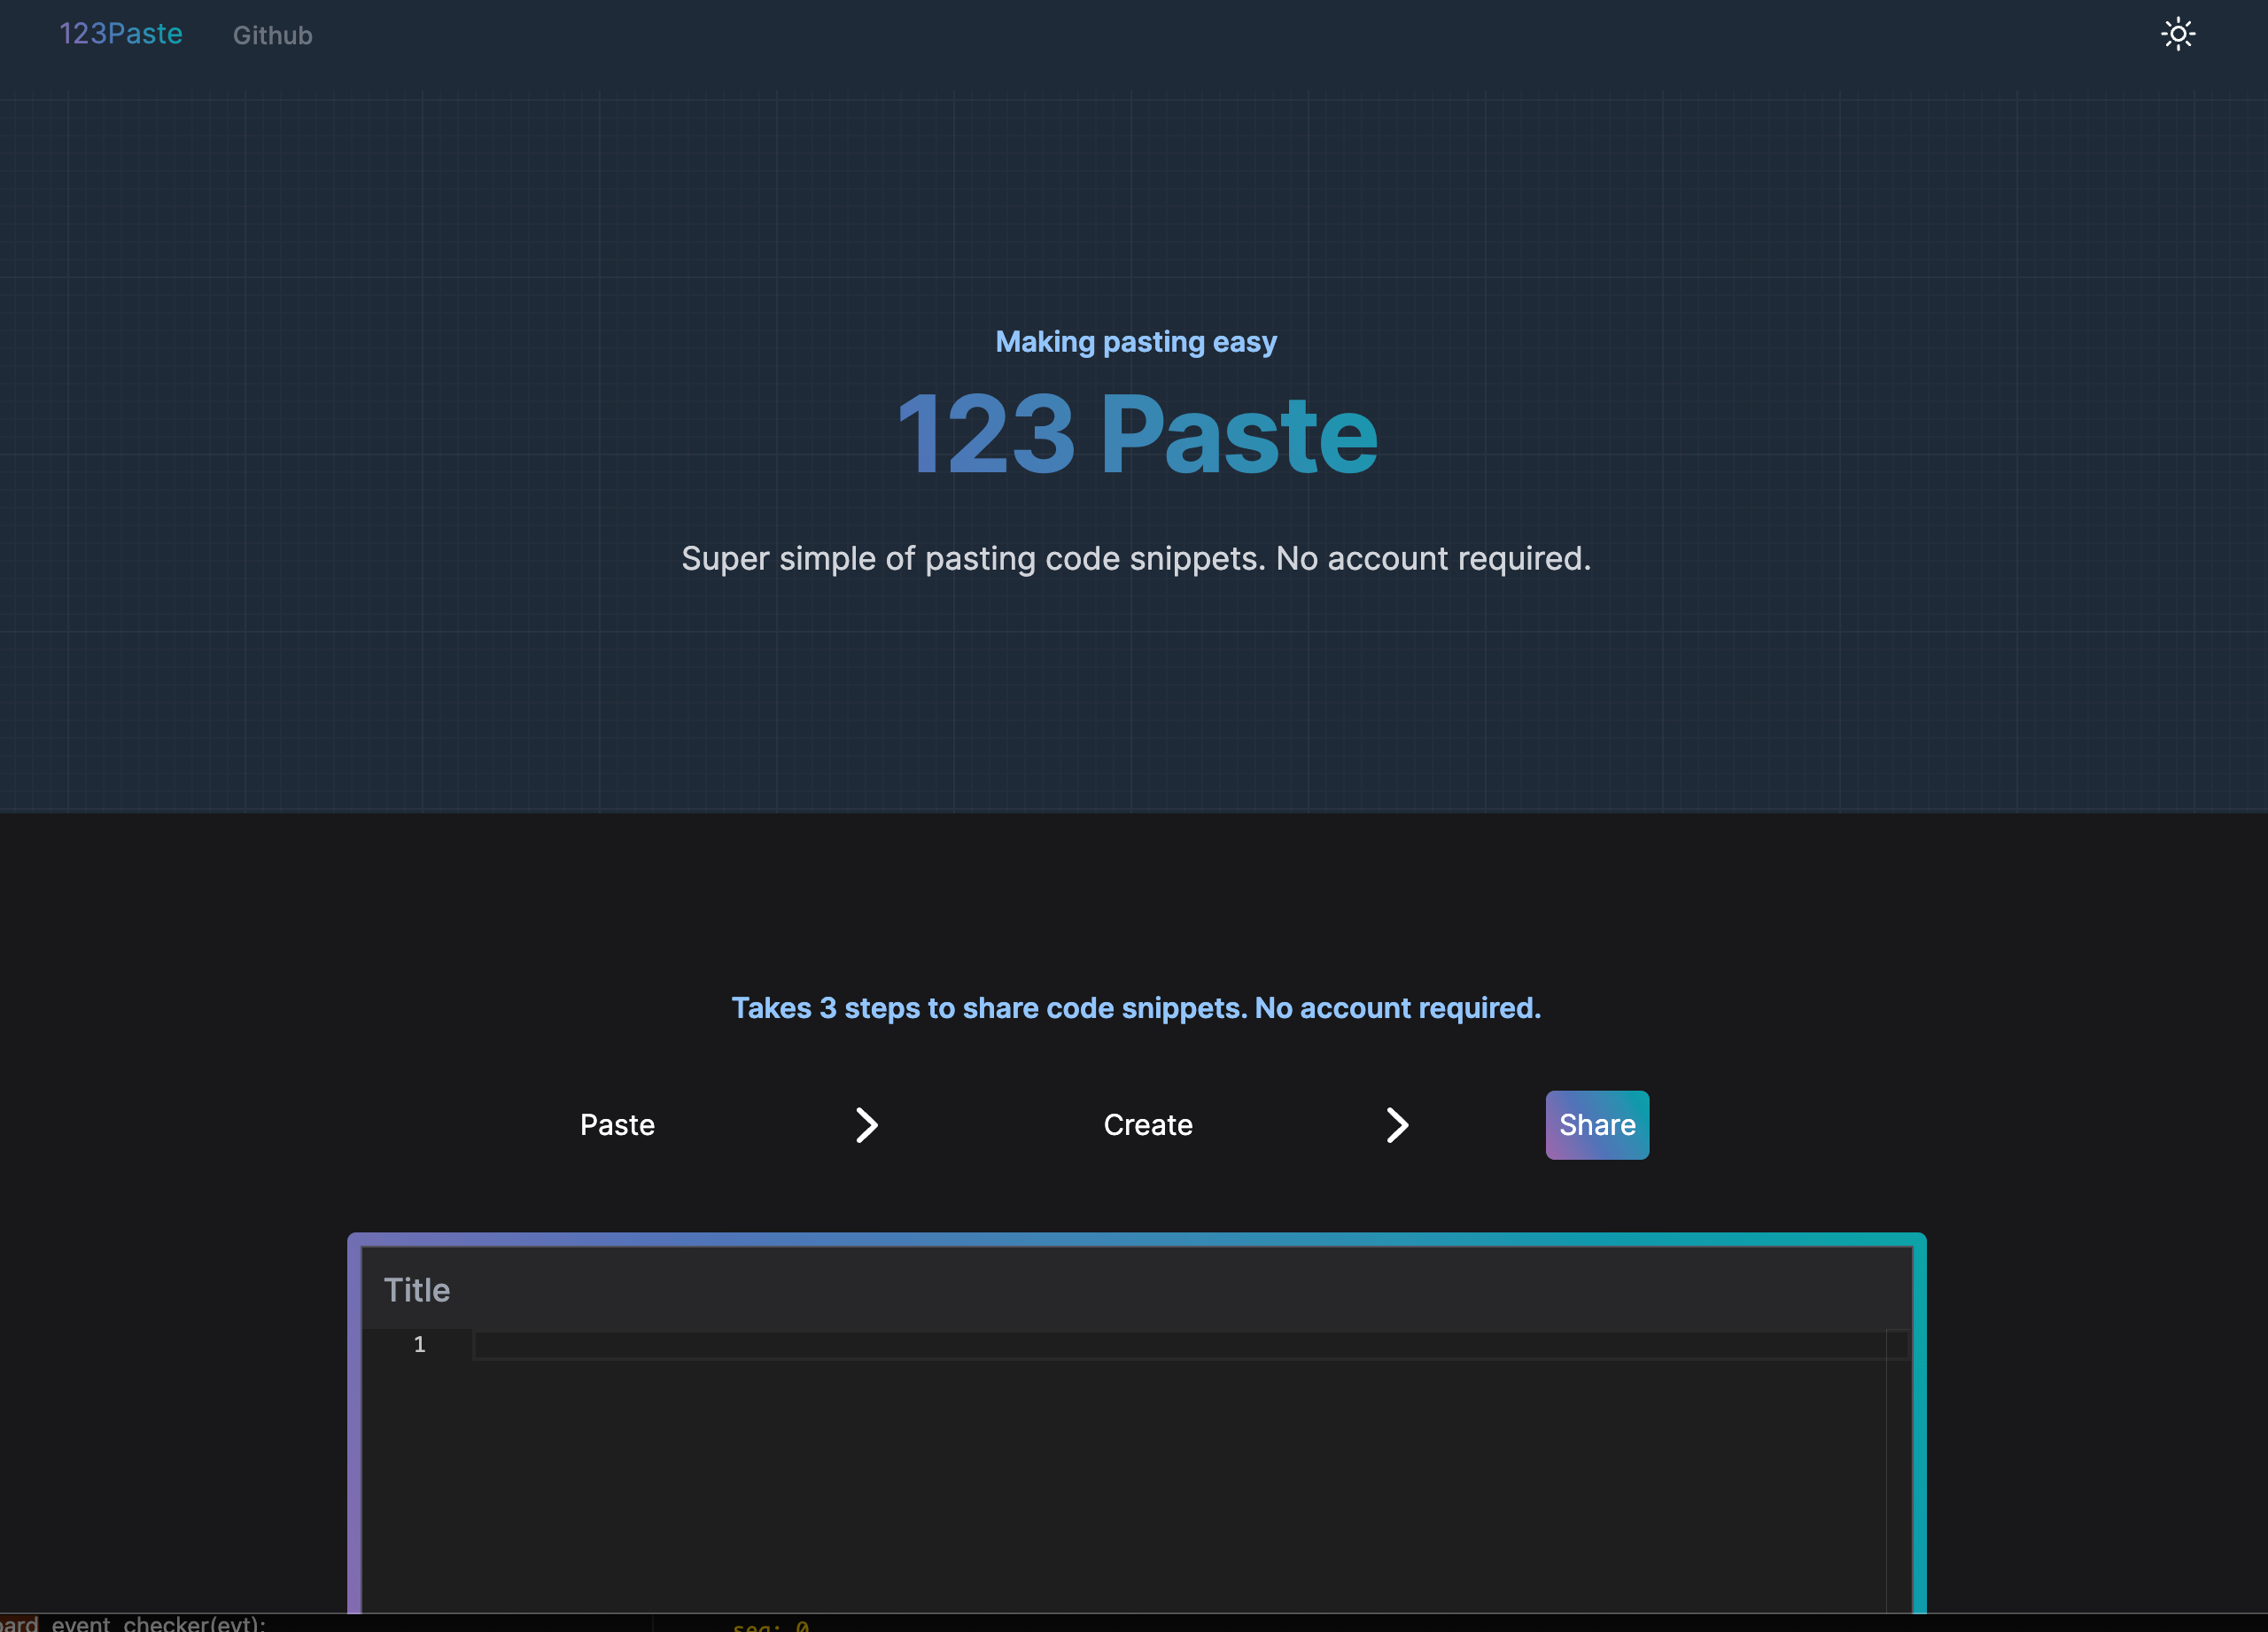 123Paste Github
Making pasting easy
123 Paste
Super simple of pasting code snippets. No account required.
Takes 3 steps to share code snippets. No account required.
Paste Create Share
Title
1
event_checker(evt): seq: 0